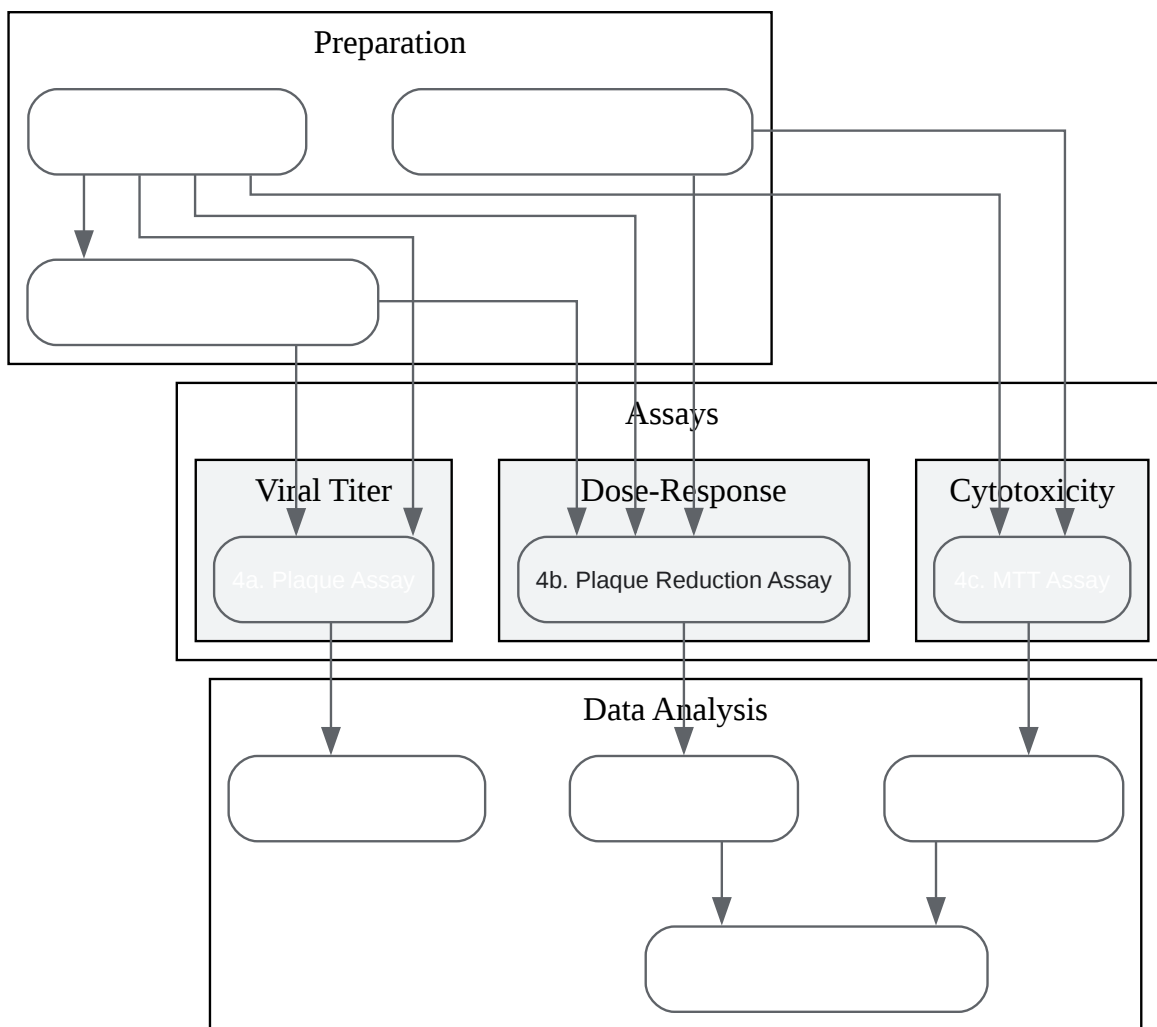 Preparation
Assays
Viral Titer
Dose-Response
Cytotoxicity
4a. Plaque Assay
4b. Plaque Reduction Assay
4c. MTT Assay
Data Analysis